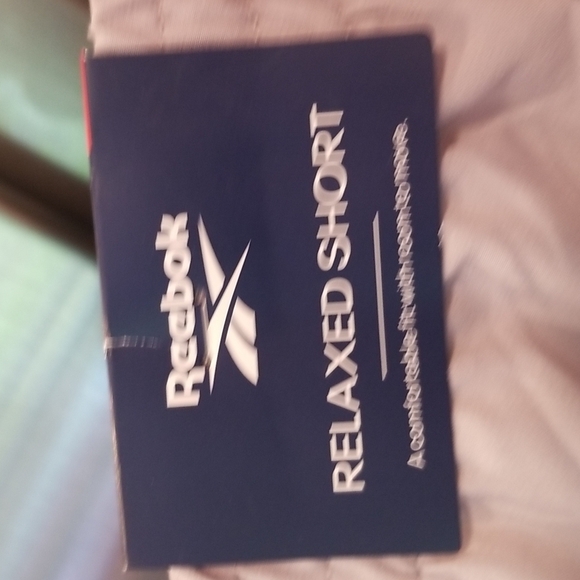 Reebok
RELAXED SHORT
A comfortable fit with room to move.